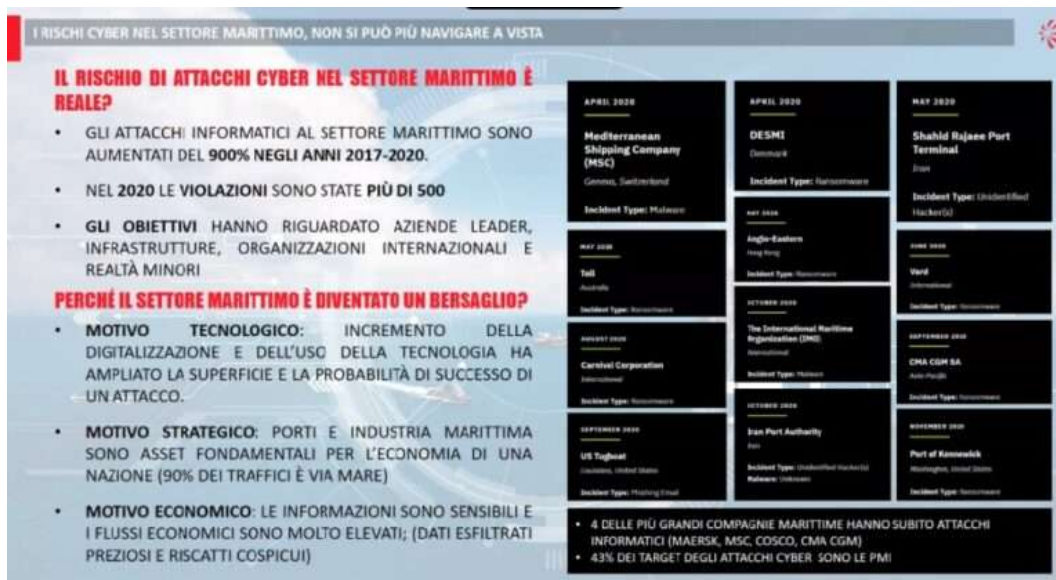 I RISCHI CYBER NEL SETTORE MARITTIMO, NON SI PUÒ PIÙ NAVIGARE A VISTA
IL RISCHIO DI ATTACCHI CYBER NEL SETTORE MARITTIMO È
REALE?
• GLI ATTACCHI INFORMATICI AL SETTORE MARITTIMO SONO
AUMENTATI DEL 900% NEGLI ANNI 2017-2020.
• NEL 2020 LE VIOLAZIONI SONO STATE PIÙ DI 500
• GLI OBIETTIVI HANNO RIGUARDATO AZIENDE LEADER,
INFRASTRUTTURE, ORGANIZZAZIONI INTERNAZIONALI E
REALTÀ MINORI
PERCHÉ IL SETTORE MARITTIMO È DIVENTATO UN BERSAGLIO?
• MOTIVO TECNOLOGICO: INCREMENTO DELLA
DIGITALIZZAZIONE E DELL'USO DELLA TECNOLOGIA HA
AMPLIATO LA SUPERFICIE E LA PROBABILITÀ DI SUCCESSO DI
UN ATTACCO.
• MOTIVO STRATEGICO: PORTI E INDUSTRIA MARITTIMA
SONO ASSET FONDAMENTALI PER L'ECONOMIA DI UNA
NAZIONE (90% DEI TRAFFICI È VIA MARE)
• MOTIVO ECONOMICO: LE INFORMAZIONI SONO SENSIBILI E
I FLUSSI ECONOMICI SONO MOLTO ELEVATI; (DATI ESFILTRATI
PREZIOSI E RISCATTI COSPICUI)
APRIL 2020
Mediterranean
Shipping Company
(MSC)
Geneva, Switzerland
Incident Type: Malware
MAY 2020
Toll
Australia
Incident Type: Ransomware
AUGUST 2020
Carnival Corporation
International
Incident Type: Ransomware
SEPTEMBER 2020
US Tugboat
Louisiana, United States
Incident Type: Phishing Email
APRIL 2020
DESMI
Denmark
Incident Type: Ransomware
MAY 2020
Anglo-Eastern
Hong Kong
Incident Type: Ransomware
OCTOBER 2020
The International Maritime
Organization (IMO)
International
Incident Type: Malware
OCTOBER 2020
Iran Port Authority
Iran
Incident Type: Unidentified Hacker(s)
Malware: Unknown
MAY 2020
Shahid Rajaee Port
Terminal
Iran
Incident Type: Unidentified
Hacker(s)
JUNE 2020
Vard
International
Incident Type: Ransomware
SEPTEMBER 2020
CMA CGM SA
Asia-Pacific
Incident Type: Ransomware
NOVEMBER 2020
Port of Kennewick
Washington, United States
Incident Type: Ransomware
• 4 DELLE PIÙ GRANDI COMPAGNIE MARITTIME HANNO SUBITO ATTACCHI
INFORMATICI (MAERSK, MSC, COSCO, CMA CGM)
• 43% DEI TARGET DEGLI ATTACCHI CYBER SONO LE PMI